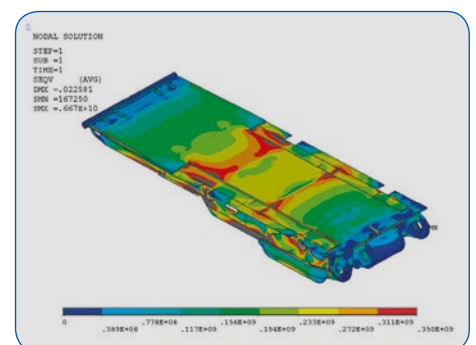 1
NODAL SOLUTION
STEP=1
SUB =1
TIME=1
SEQV (AVG)
DMX =.022581
SMN =167250
SMX =.667E+10
0 .778E+08 .156E+09 .233E+09 .311E+09
.389E+08 .117E+09 .194E+09 .272E+09 .350E+09